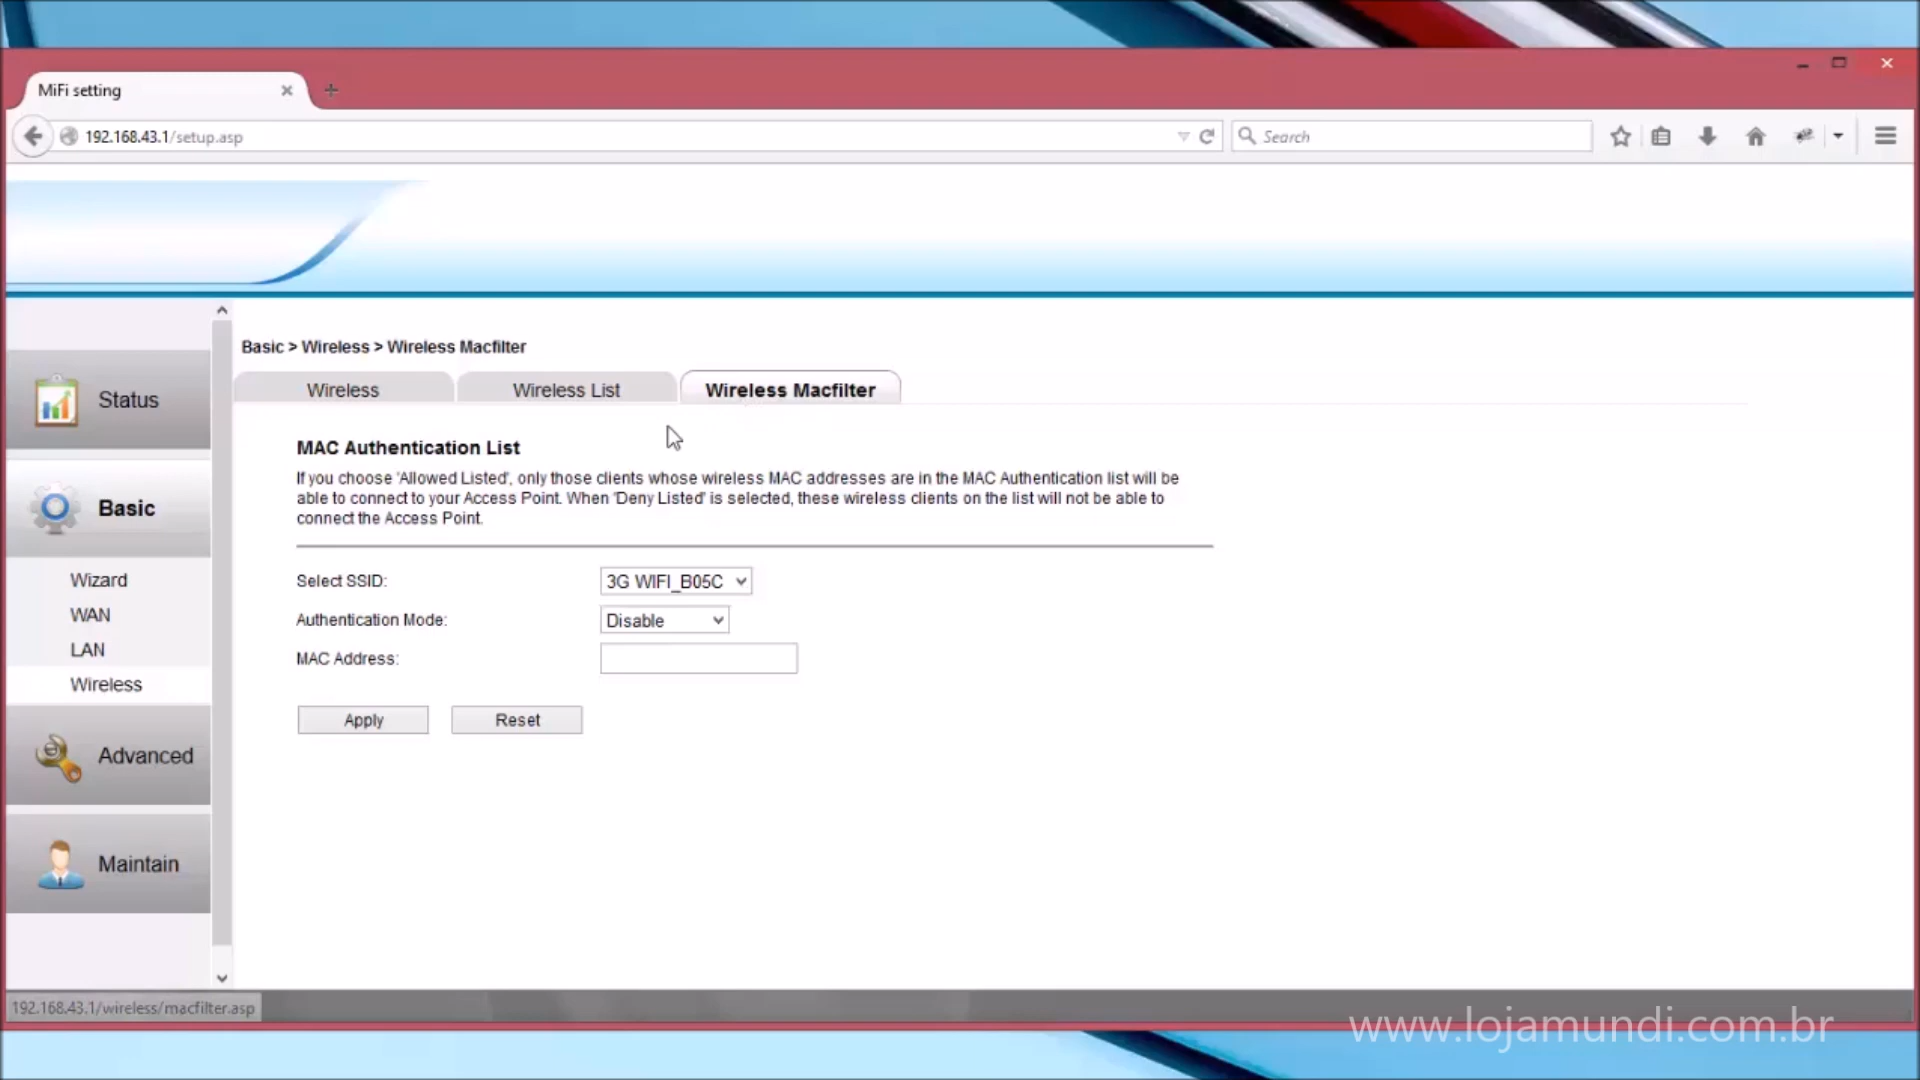 MiFi setting
192.168.43.1/setup.asp
Search
Basic > Wireless > Wireless Macfilter
Wireless
Wireless List
Wireless Macfilter
Status
Basic
Wizard
WAN
LAN
Wireless
Advanced
Maintain
MAC Authentication List
If you choose 'Allowed Listed', only those clients whose wireless MAC addresses are in the MAC Authentication list will be
able to connect to your Access Point. When 'Deny Listed' is selected, these wireless clients on the list will not be able to
connect the Access Point.
Select SSID:
3G WIFI_B05C
Authentication Mode:
Disable
MAC Address:
Apply
Reset
192.168.43.1/wireless/macfilter.asp
www.lojamundi.com.br